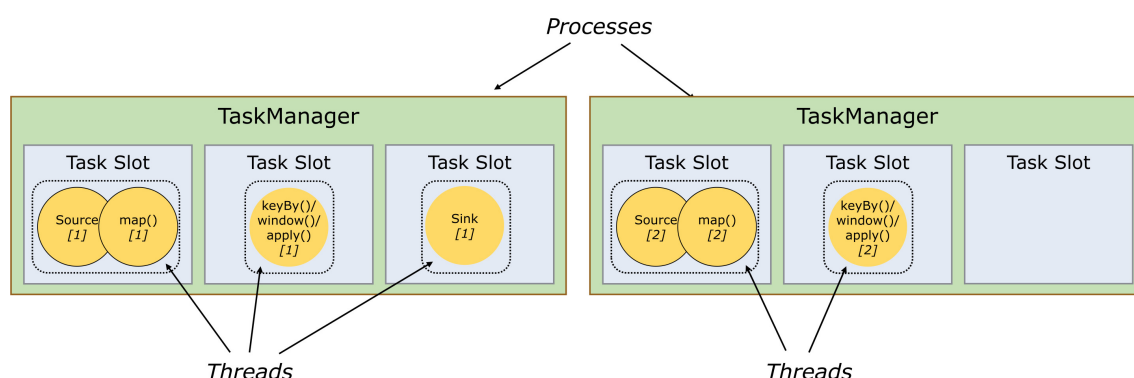 Processes
TaskManager
Task Slot
Source
[1]
map()
[1]
Task Slot
keyBy()/
window()/
apply()
[1]
Task Slot
Sink
[1]
TaskManager
Task Slot
Source
[2]
map()
[2]
Task Slot
keyBy()/
window()/
apply()
[2]
Task Slot
Threads
Threads